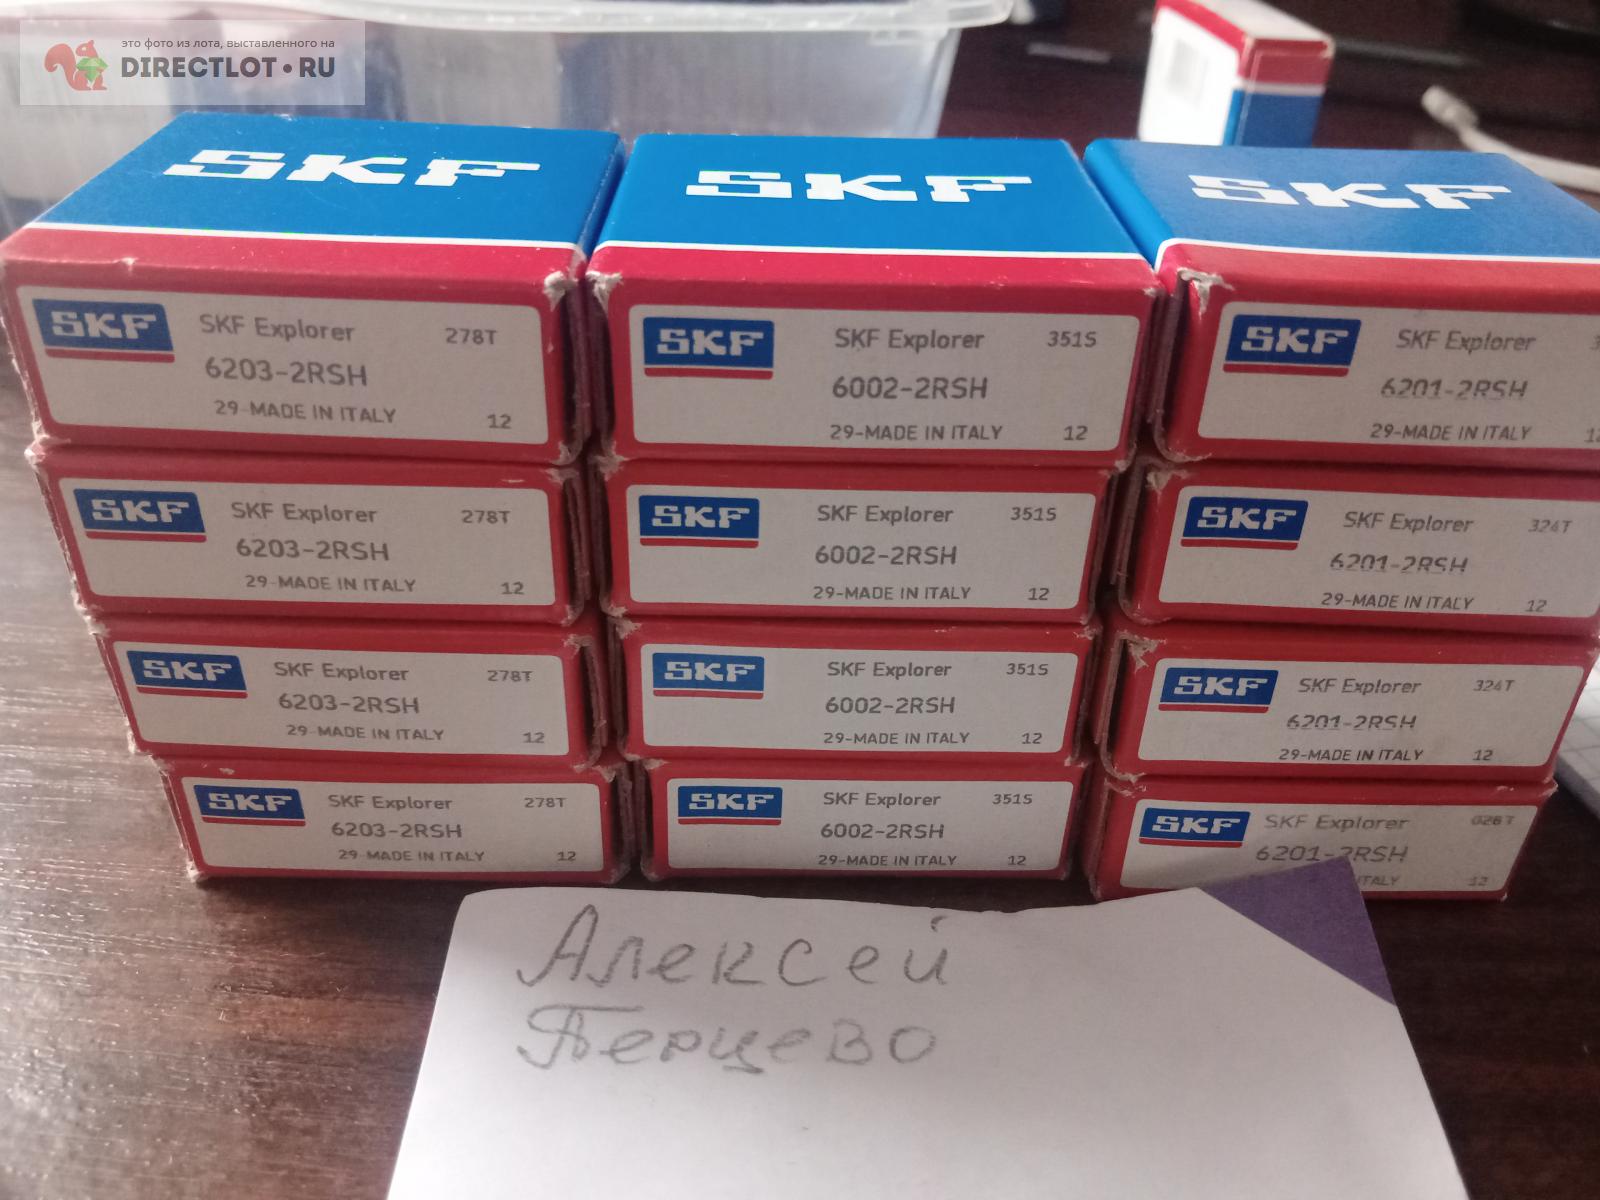 это фото из лота, выставленного на
DIRECTLOT•RU
SKF
SKF
SKF
SKF
SKF Explorer 278T
6203-2RSH
29-MADE IN ITALY 12
SKF
SKF Explorer 351S
6002-2RSH
29-MADE IN ITALY 12
SKF
SKF Explorer
6201-2RSH
29-MADE IN ITALY
SKF
SKF Explorer 278T
6203-2RSH
29-MADE IN ITALY 12
SKF
SKF Explorer 351S
6002-2RSH
29-MADE IN ITALY 12
SKF
SKF Explorer 324T
6201-2RSH
29-MADE IN ITALY 12
SKF
SKF Explorer 278T
6203-2RSH
29-MADE IN ITALY 12
SKF
SKF Explorer 351S
6002-2RSH
29-MADE IN ITALY 12
SKF
SKF Explorer 324T
6201-2RSH
29-MADE IN ITALY 12
SKF
SKF Explorer 278T
6203-2RSH
29-MADE IN ITALY 12
SKF
SKF Explorer 351S
6002-2RSH
29-MADE IN ITALY 12
SKF
SKF Explorer 028T
6201-2RSH
ITALY 12
Алексей
Перцево